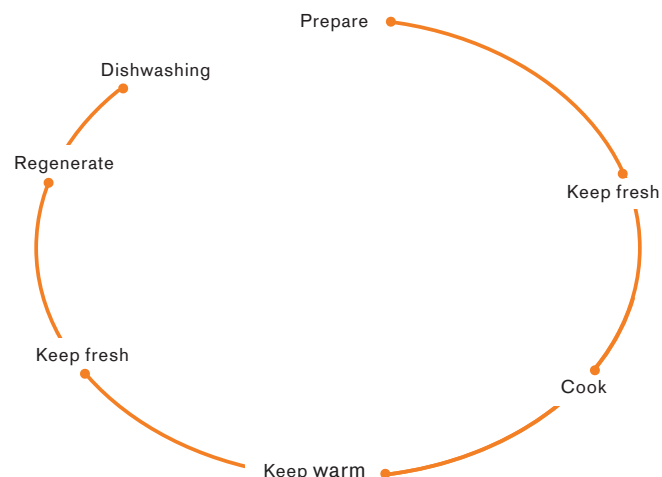 Prepare
Keep fresh
Cook
Keep warm
Keep fresh
Regenerate
Dishwashing